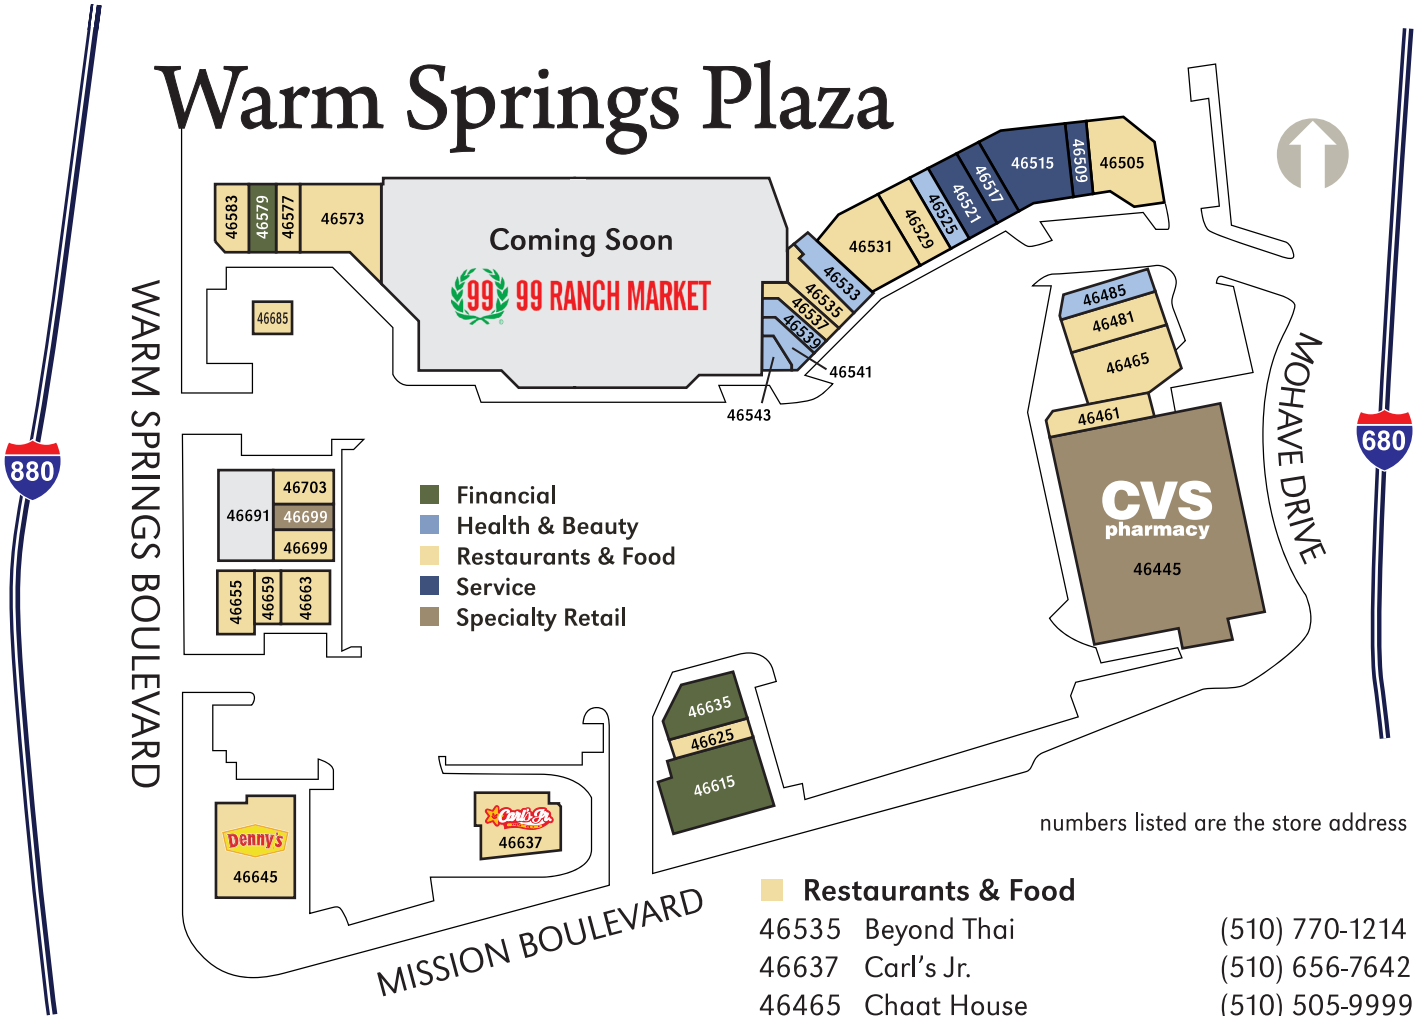 Warm Springs Plaza
46583
46579
46577
46573
Coming Soon
99 99 RANCH MARKET
46543
46541
46539
46537
46535
46533
46531
46529
46525
46521
46517
46515
46509
46505
46685
46485
46481
46465
46461
CVS
pharmacy
46445
880
680
WARM SPRINGS BOULEVARD
MOHAVE DRIVE
46691
46703
46699
46699
46655
46659
46663
Financial
Health & Beauty
Restaurants & Food
Service
Specialty Retail
46635
46625
46615
Denny's
46645
Carl's Jr.
46637
MISSION BOULEVARD
numbers listed are the store address
Restaurants & Food
46535 Beyond Thai (510) 770-1214
46637 Carl's Jr. (510) 656-7642
46465 Chaat House (510) 505-9999